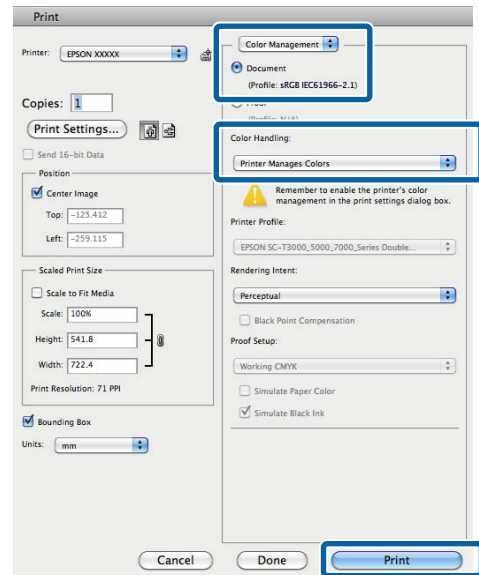 Print
Printer: EPSON XXXXX
Copies: 1
Print Settings...
Send 16-bit Data
Position
Center Image
Top: -125.412
Left: -259.115
Scaled Print Size
Scale to Fit Media
Scale: 100%
Height: 541.8
Width: 722.4
Print Resolution: 71 PPI
Bounding Box
Units: mm
Color Management
Document
(Profile: sRGB IEC61966-2.1)
Color Handling:
Printer Manages Colors
Remember to enable the printer's color
management in the print settings dialog box.
Printer Profile:
EPSON SC-T3000_5000_7000_Series Double...
Rendering Intent:
Perceptual
Black Point Compensation
Proof Setup:
Working CMYK
Simulate Paper Color
Simulate Black Ink
Cancel
Done
Print